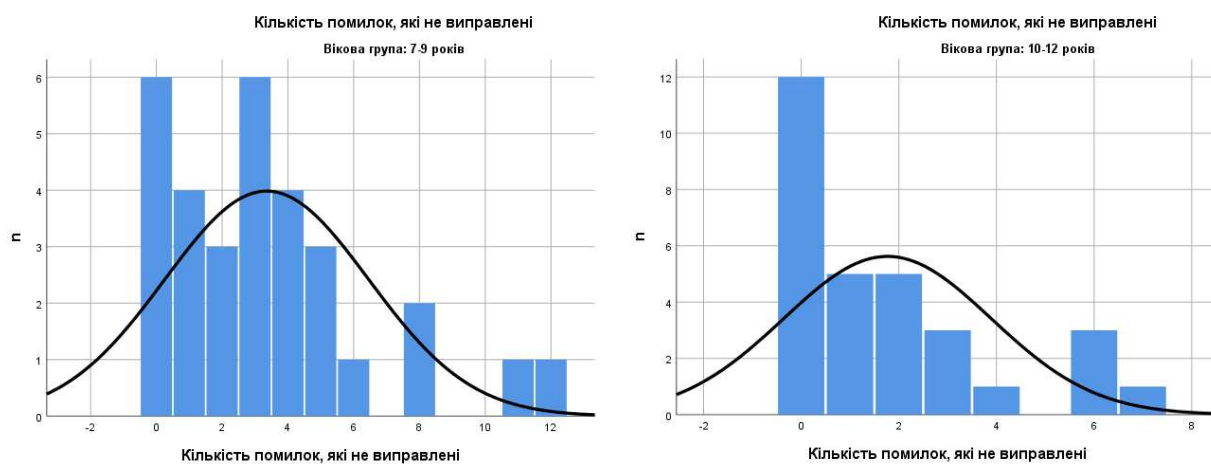 Кількість помилок, які не виправлені
Вікова група: 7-9 років
6
5
4
3
2
1
0
n
-2 0 2 4 6 8 10 12
Кількість помилок, які не виправлені
Кількість помилок, які не виправлені
Вікова група: 10-12 років
12
10
8
6
4
2
0
n
-2 0 2 4 6 8
Кількість помилок, які не виправлені